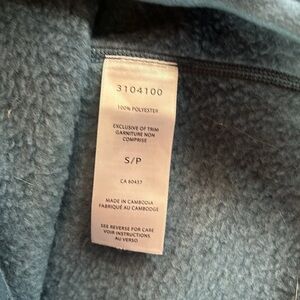 3104100
100% POLYESTER
EXCLUSIVE OF TRIM
GARNITURE NON
COMPRISE
S/P
CA 60457
MADE IN CAMBODIA
FABRIQUÉ AU CAMBODGE
SEE REVERSE FOR CARE
VOIR INSTRUCTIONS
AU VERSO